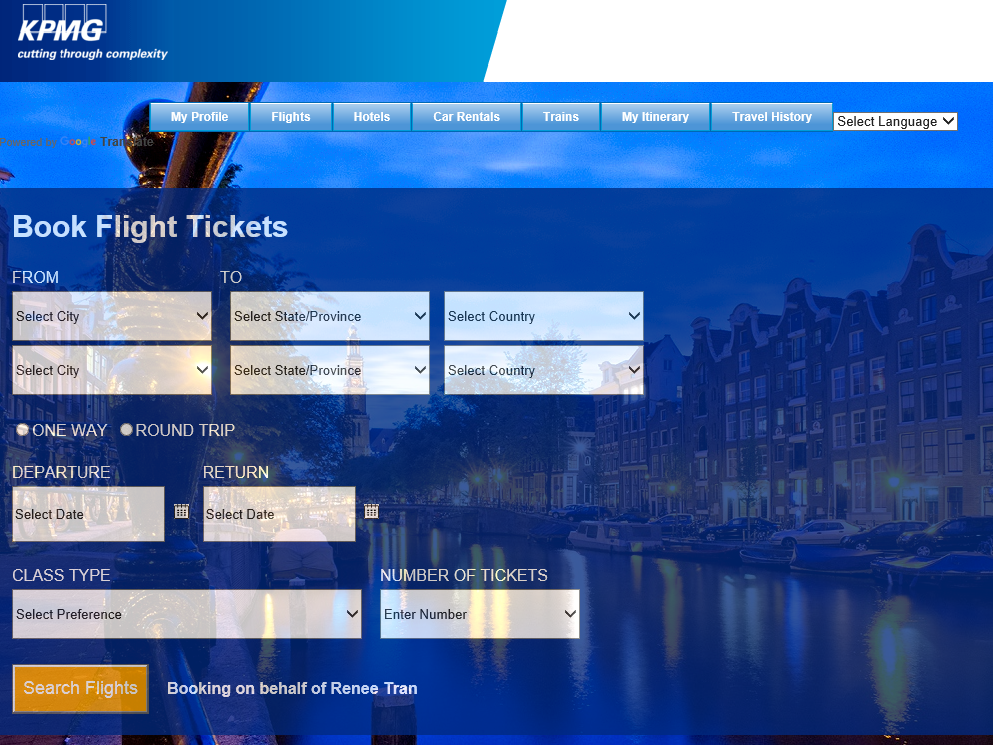 KPMG
cutting through complexity
My Profile Flights Hotels Car Rentals Trains My Itinerary Travel History Select Language
Powered by Google Translate
Book Flight Tickets
FROM TO
Select City Select State/Province Select Country
Select City Select State/Province Select Country
ONE WAY ROUND TRIP
DEPARTURE RETURN
Select Date Select Date
CLASS TYPE NUMBER OF TICKETS
Select Preference Enter Number
Search Flights Booking on behalf of Renee Tran